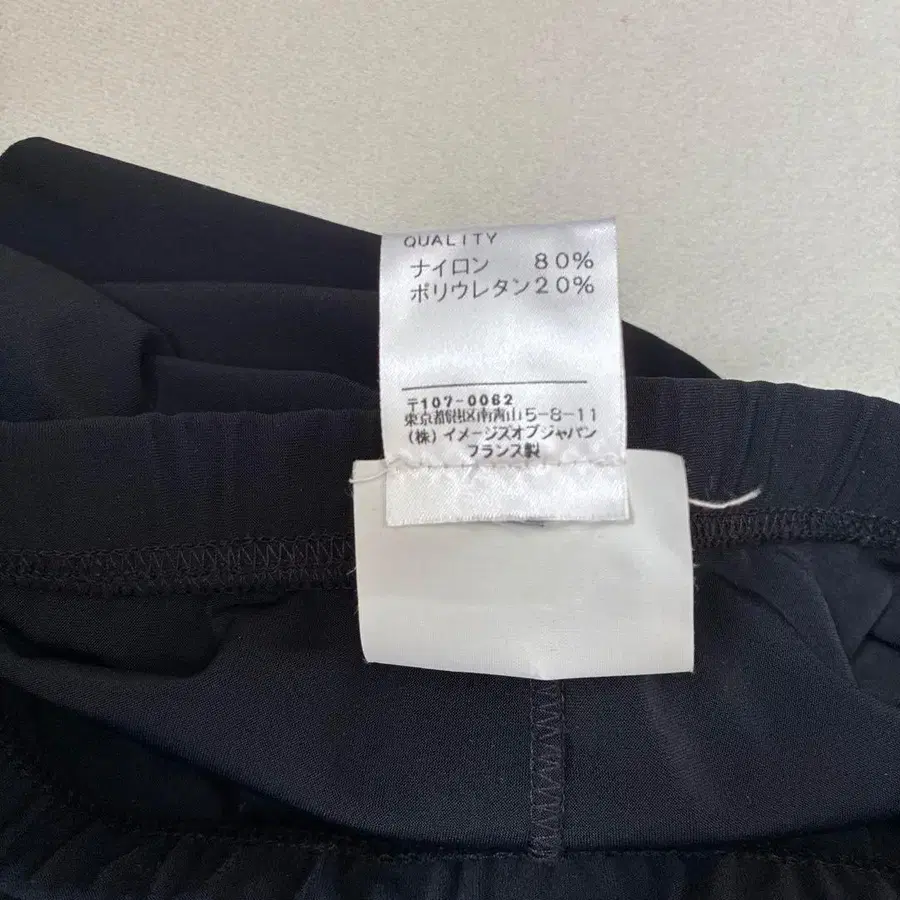 QUALITY
ナイロン 80%
ポリウレタン20%
〒107-0062
東京都港区南青山5-8-11
(株)イメージズオブジャパン
フランス製